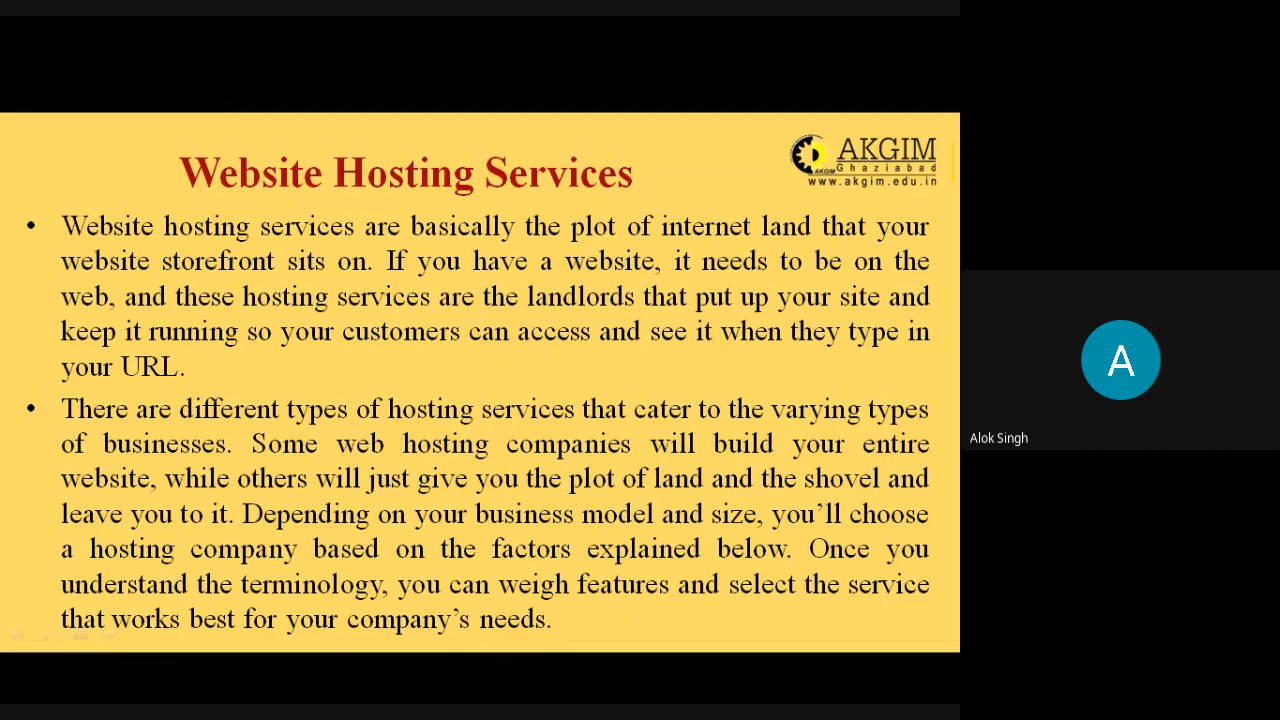 Website Hosting Services
AKGIM
Ghaziabad
AKGIM
www.akgim.edu.in
• Website hosting services are basically the plot of internet land that your
website storefront sits on. If you have a website, it needs to be on the
web, and these hosting services are the landlords that put up your site and
keep it running so your customers can access and see it when they type in
your URL.
• There are different types of hosting services that cater to the varying types
of businesses. Some web hosting companies will build your entire
website, while others will just give you the plot of land and the shovel and
leave you to it. Depending on your business model and size, you’ll choose
a hosting company based on the factors explained below. Once you
understand the terminology, you can weigh features and select the service
that works best for your company’s needs.
A
Alok Singh